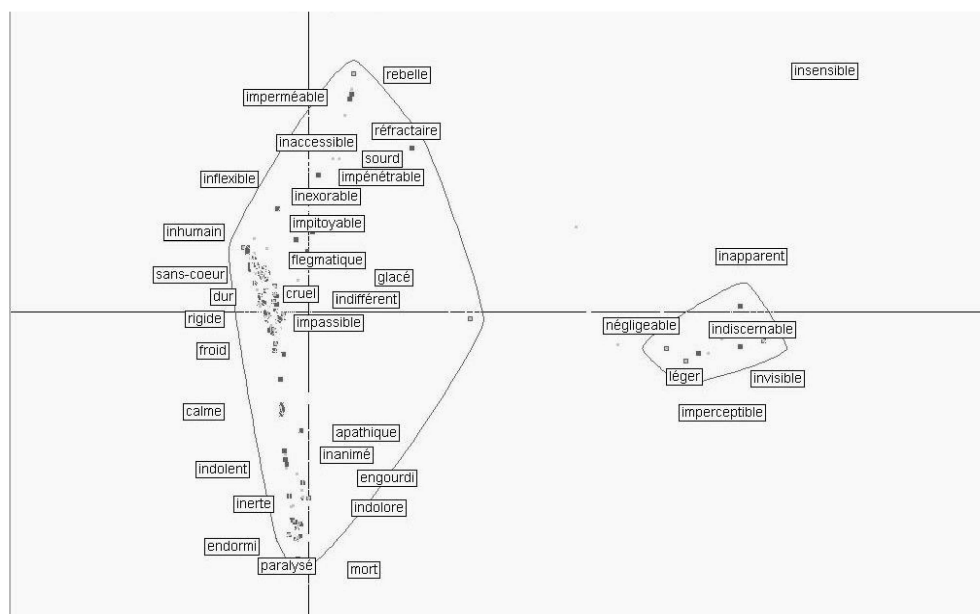 rebelle
insensible
imperméable
réfractaire
inaccessible
sourd
impénétrable
inflexible
inexorable
impitoyable
inhumain
inapparent
flegmatique
sans-coeur
glacé
dur
cruel
indifférent
rigide
impassible
négligeable
indiscernable
froid
léger
invisible
calme
imperceptible
apathique
inanimé
indolent
engourdi
inerte
indolore
endormi
paralysé
mort